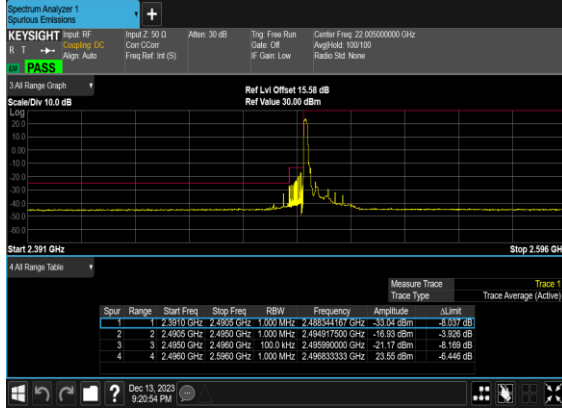 Spectrum Analyzer 1
Spurious Emissions
KEYSIGHT Input: RF Input Z: 50 Ω Atten: 30 dB Trig: Free Run Center Freq: 22.005000000 GHz
R T Coupling: DC Corr CCorr Gate: Off Avg|Hold: 100/100
Align: Auto Freq Ref: Int (S) IF Gain: Low Radio Std: None
PASS
3 All Range Graph
Ref Lvl Offset 15.58 dB
Scale/Div 10.0 dB Ref Value 30.00 dBm
Log
20.0
10.0
0.00
-10.0
-20.0
-30.0
-40.0
-50.0
-60.0
Start 2.391 GHz Stop 2.596 GH
4 All Range Table
Measure Trace Trace 1
Trace Type Trace Average (Active)
Spur Range Start Freq Stop Freq RBW Frequency Amplitude ΔLimit
1 1 2.3910 GHz 2.4905 GHz 1.000 MHz 2.488344167 GHz -33.04 dBm -8.037 dB
2 2 2.4905 GHz 2.4950 GHz 1.000 MHz 2.494917500 GHz -16.93 dBm -3.926 dB
3 3 2.4950 GHz 2.4960 GHz 100.0 kHz 2.495990000 GHz -21.17 dBm -8.169 dB
4 4 2.4960 GHz 2.5960 GHz 1.000 MHz 2.496833333 GHz 23.55 dBm -6.446 dB
? Dec 13, 2023
9:20:54 PM